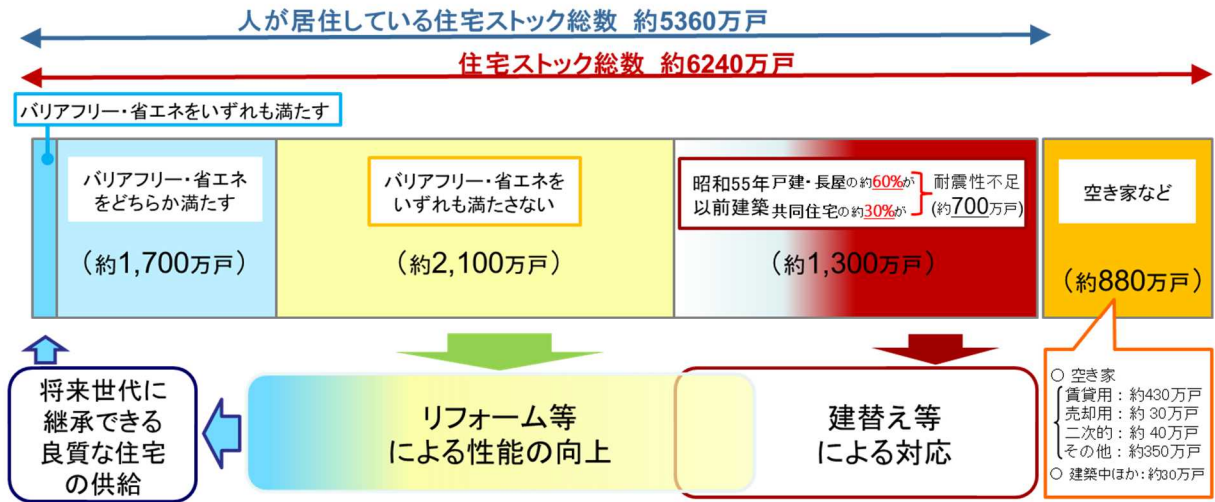 人が居住している住宅ストック総数 約5360万戸
住宅ストック総数 約6240万戸
バリアフリー・省エネをいずれも満たす
バリアフリー・省エネ
をどちらか満たす
（約1,700万戸）
バリアフリー・省エネを
いずれも満たさない
（約2,100万戸）
昭和55年
以前建築
戸建・長屋の約60%が
共同住宅の約30%が
耐震性不足
(約700万戸)
（約1,300万戸）
空き家など
（約880万戸）
将来世代に
継承できる
良質な住宅
の供給
リフォーム等
による性能の向上
建替え等
による対応
○ 空き家
賃貸用：約430万戸
売却用：約 30万戸
二次的：約 40万戸
その他：約350万戸
○ 建築中ほか：約30万戸